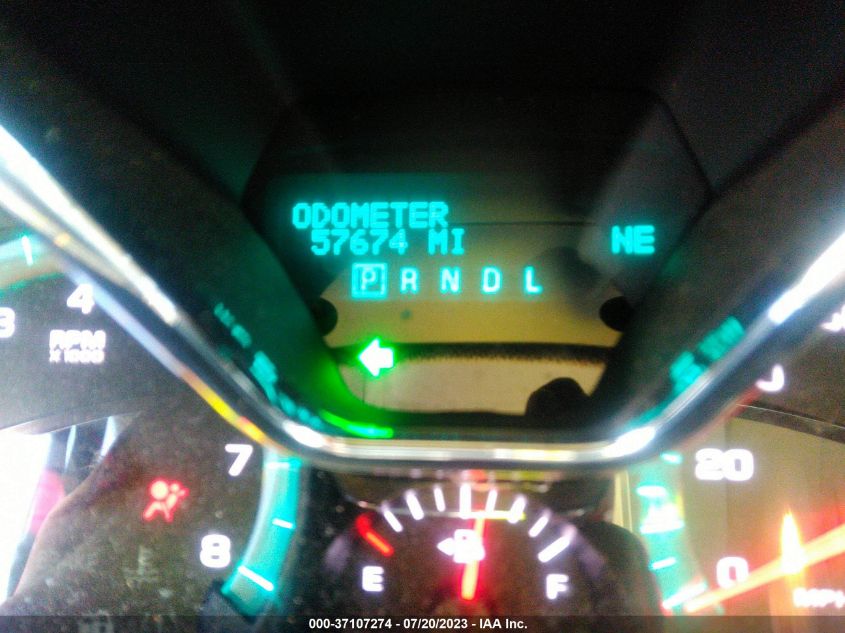 ODOMETER
57674 MI NE
P R N D L
3 4
RPM
X1000
7 20
8 0
E F
000-37107274 - 07/20/2023 - IAA Inc.